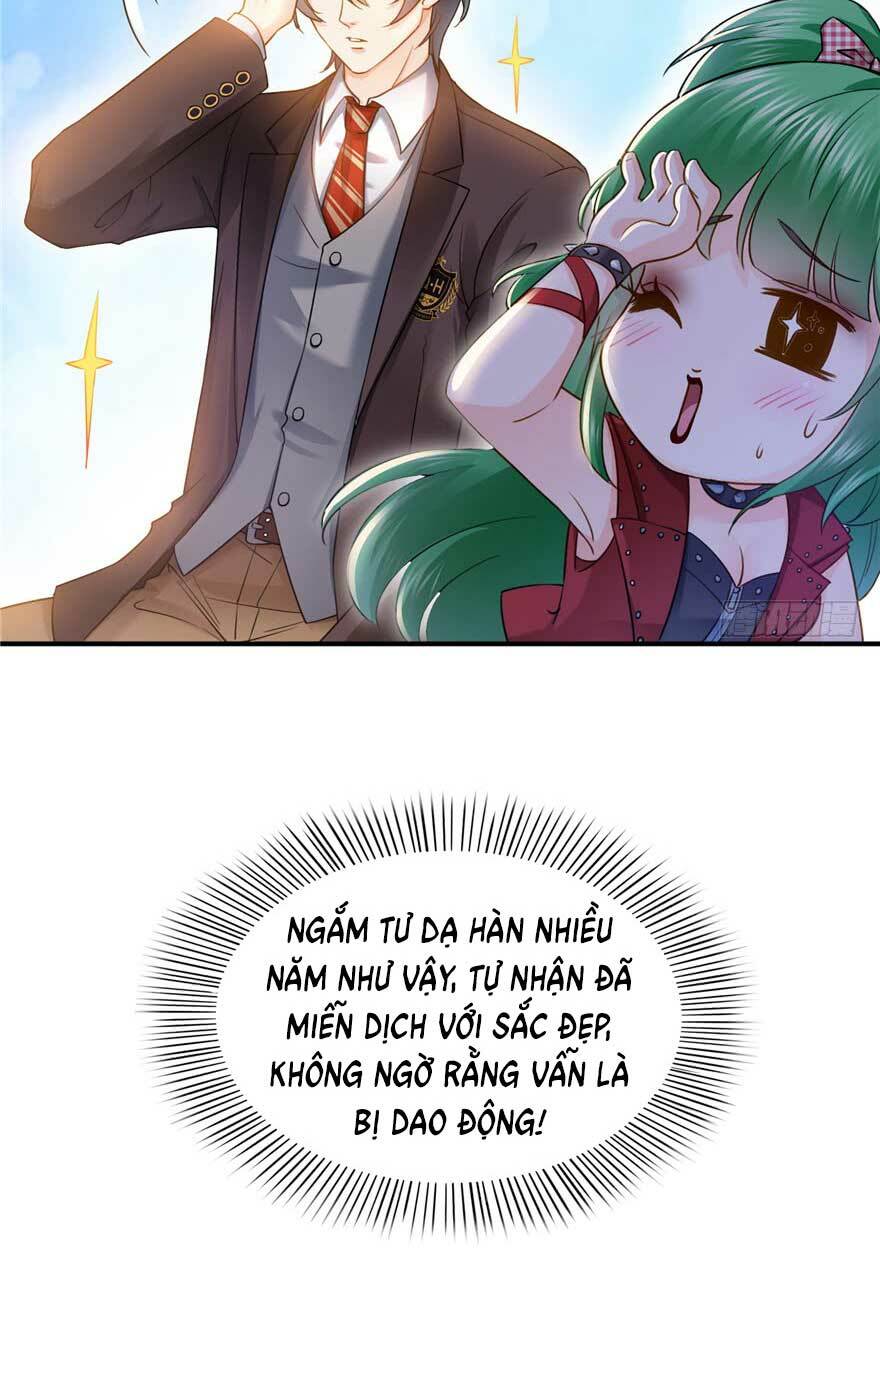 NGẮM TƯ DẠ HÀN NHIỀU
NĂM NHƯ VẬY, TỰ NHẬN ĐÃ
MIỄN DỊCH VỚI SẮC ĐẸP,
KHÔNG NGỜ RẰNG VẪN LÀ
BỊ DAO ĐỘNG!